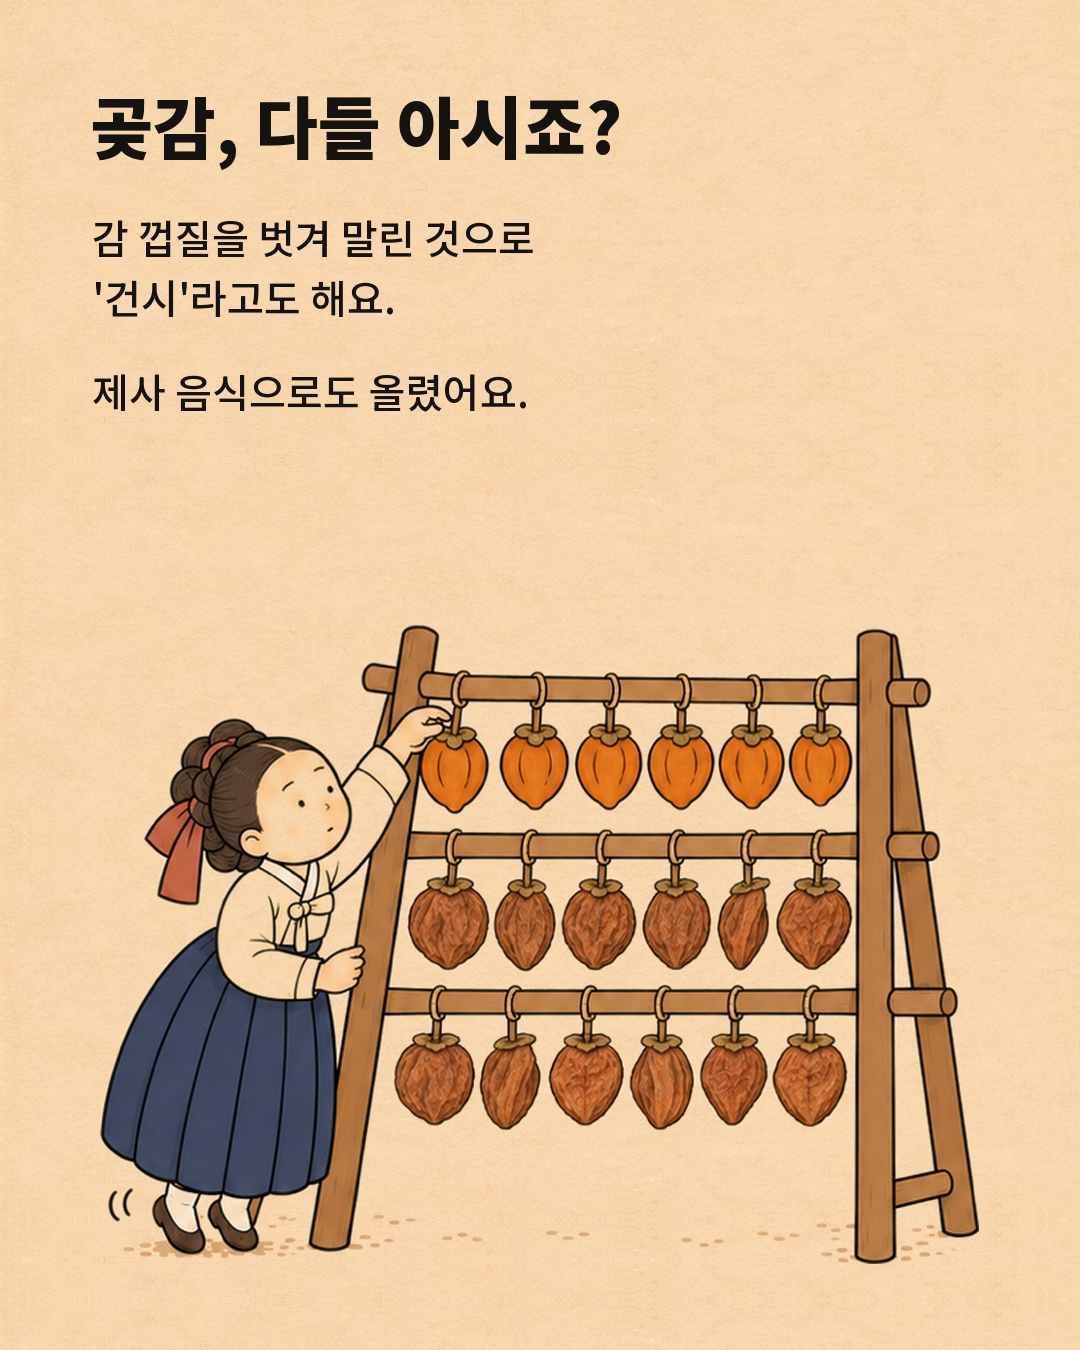 곶감, 다들 아시죠?
감 껍질을 벗겨 말린 것으로
'건시'라고도 해요.
제사 음식으로도 올렸어요.